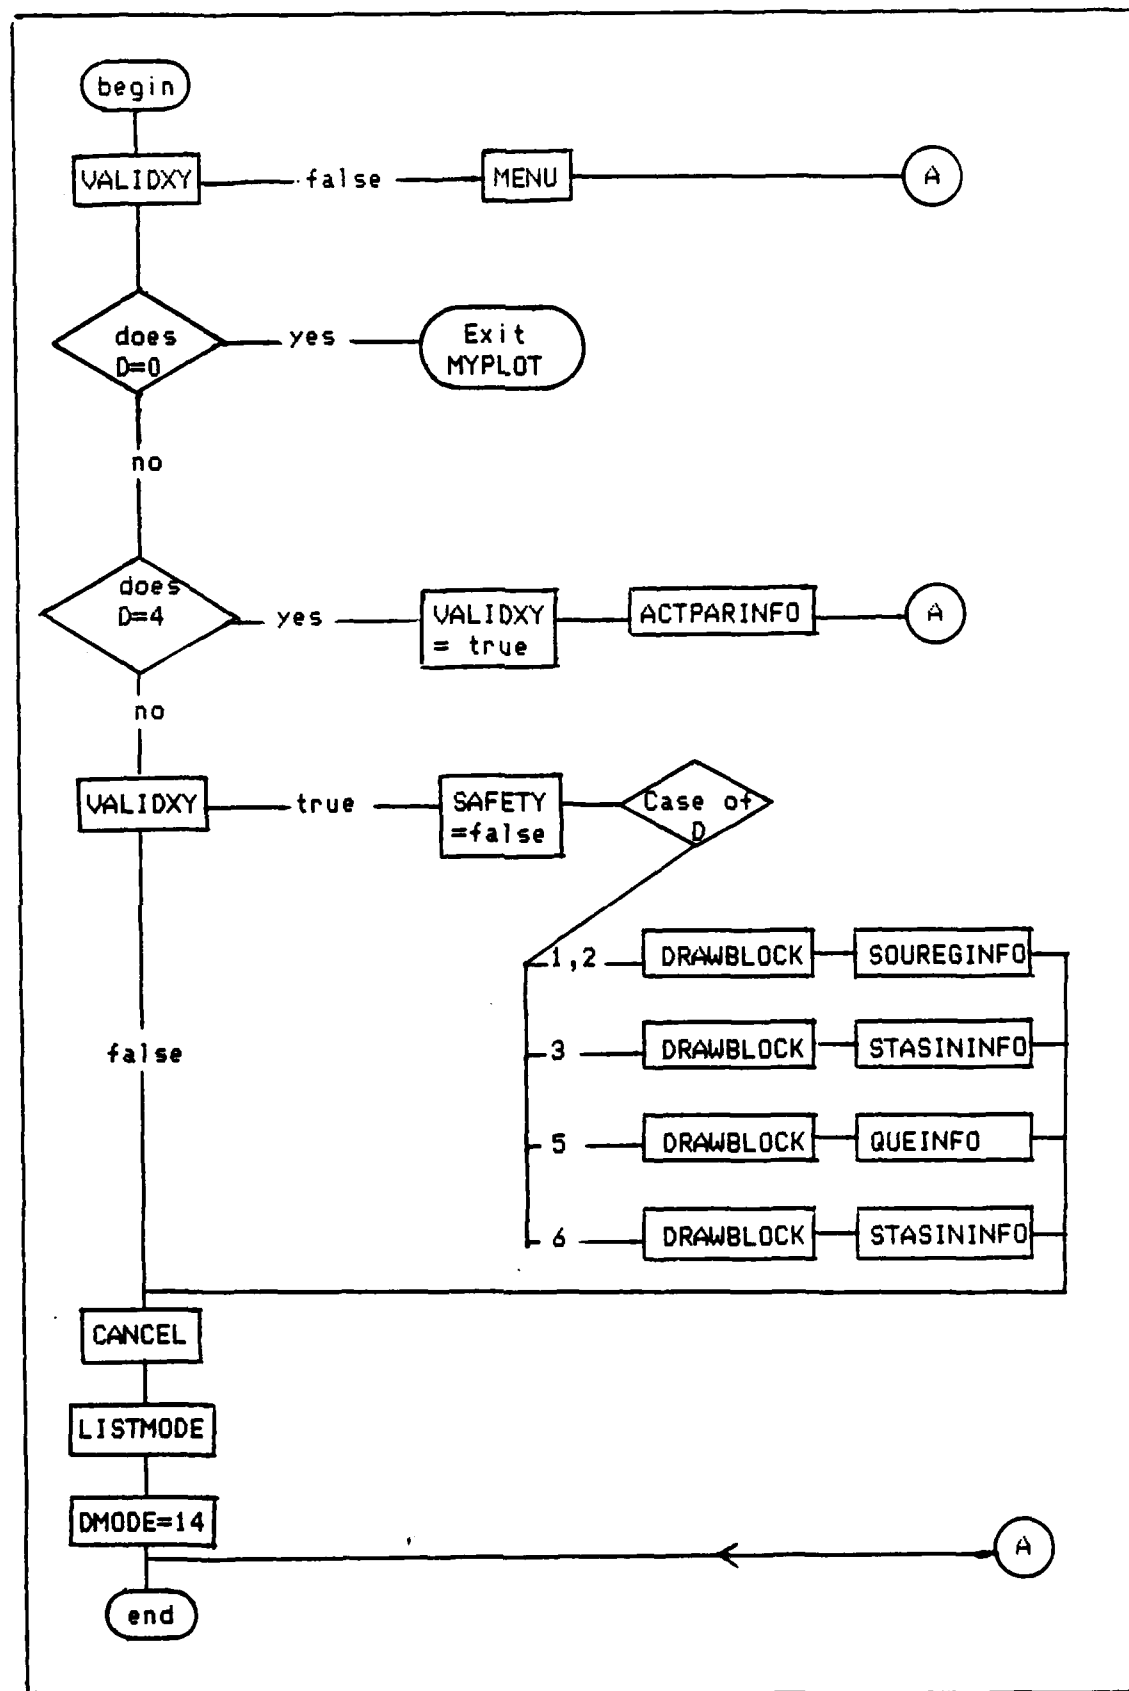 begin
VALIDXY
false
MENU
A
does
D=0
yes
Exit
MYPLOT
no
does
D=4
yes
VALIDXY
= true
ACTPARINFO
A
no
VALIDXY
true
SAFETY
=false
Case of
D
1,2
DRAWBLOCK
SOUREGINFO
false
3
DRAWBLOCK
STASININFO
5
DRAWBLOCK
QUEINFO
6
DRAWBLOCK
STASININFO
CANCEL
LISTMODE
DMODE=14
A
end